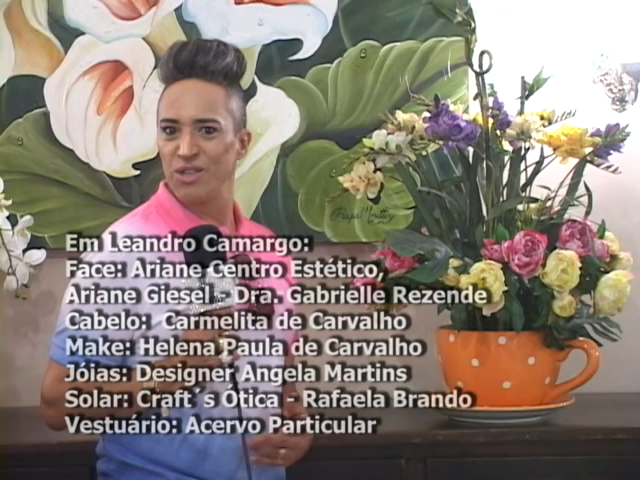 Em Leandro Camargo:
Face: Ariane Centro Estético,
Ariane Giesel - Dra. Gabrielle Rezende
Cabelo: Carmelita de Carvalho
Make: Helena Paula de Carvalho
Jóias: Designer Angela Martins
Solar: Craft´s Ótica - Rafaela Brando
Vestuário: Acervo Particular